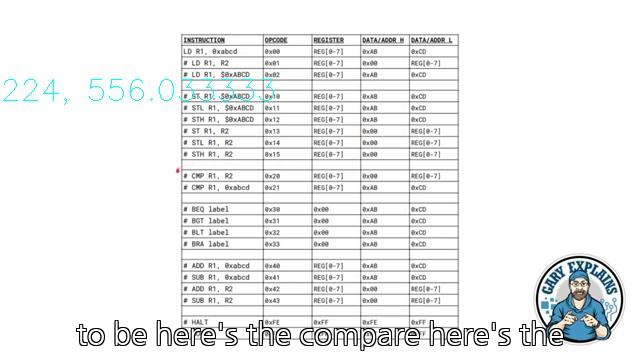 INSTRUCTION OPCODE REGISTER DATA/ADDR H DATA/ADDR L
LD R1, 0xabcd 0x00 REG[0-7] 0xAB 0xCD
# LD R1, R2 0x01 REG[0-7] 0x00 REG[0-7]
# LD R1, $0xABCD 0x02 REG[0-7] 0xAB 0xCD
224, 556.033333
# ST R1, $0xABCD 0x10 REG[0-7] 0xAB 0xCD
# STL R1, $0xABCD 0x11 REG[0-7] 0xAB 0xCD
# STH R1, $0xABCD 0x12 REG[0-7] 0xAB 0xCD
# ST R1, R2 0x13 REG[0-7] 0x00 REG[0-7]
# STL R1, R2 0x14 REG[0-7] 0x00 REG[0-7]
# STH R1, R2 0x15 REG[0-7] 0x00 REG[0-7]
# CMP R1, R2 0x20 REG[0-7] 0x00 REG[0-7]
# CMP R1, 0xabcd 0x21 REG[0-7] 0xAB 0xCD
# BEQ label 0x30 0x00 0xAB 0xCD
# BGT label 0x31 0x00 0xAB 0xCD
# BLT label 0x32 0x00 0xAB 0xCD
# BRA label 0x33 0x00 0xAB 0xCD
# ADD R1, 0xabcd 0x40 REG[0-7] 0xAB 0xCD
# SUB R1, 0xabcd 0x41 REG[0-7] 0xAB 0xCD
# ADD R1, R2 0x42 REG[0-7] 0x00 REG[0-7]
# SUB R1, R2 0x43 REG[0-7] 0x00 REG[0-7]
# HALT 0xFE 0xFF 0xFE 0xFF
GARY EXPLAINS
to be here's the compare here's the